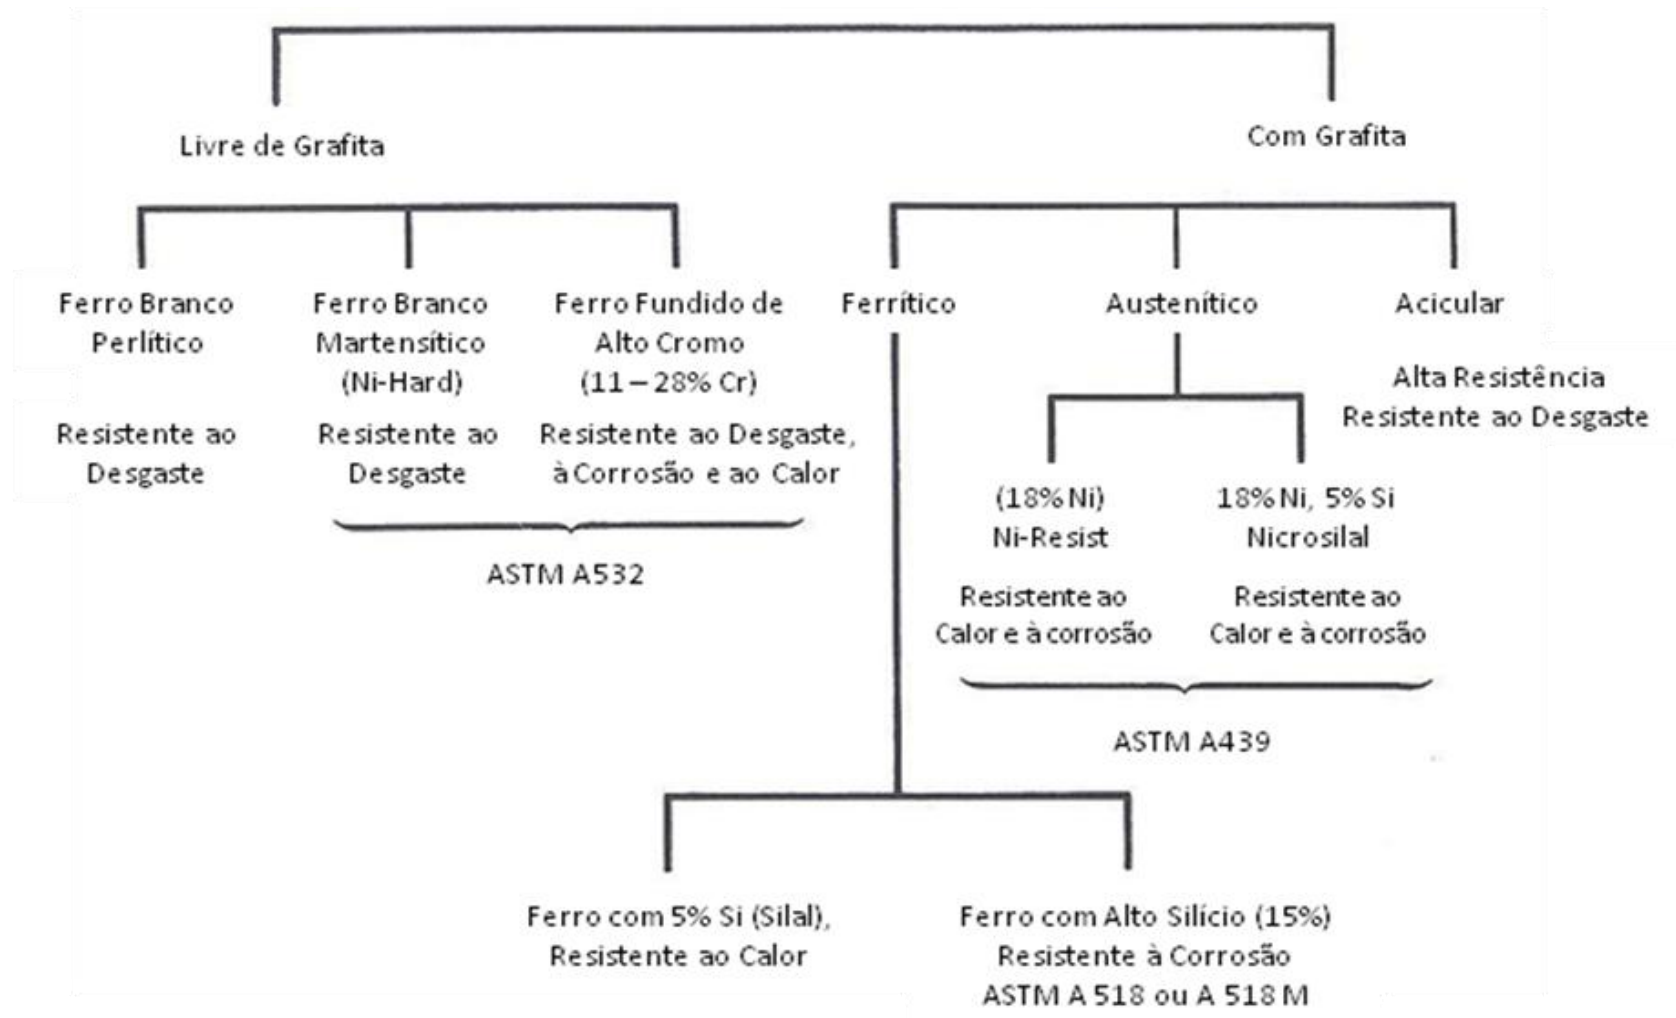 Livre de Grafita
Com Grafita
Ferro Branco
Perlítico
Resistente ao
Desgaste
Ferro Branco
Martensítico
(Ni-Hard)
Resistente ao
Desgaste
Ferro Fundido de
Alto Cromo
(11 – 28% Cr)
Resistente ao Desgaste,
à Corrosão e ao Calor
ASTM A532
Ferrítico
Austenítico
Acicular
Alta Resistência
Resistente ao Desgaste
(18% Ni)
Ni-Resist
Resistente ao
Calor e à corrosão
18% Ni, 5% Si
Nicrosilal
Resistente ao
Calor e à corrosão
ASTM A439
Ferro com 5% Si (Silal),
Resistente ao Calor
Ferro com Alto Silício (15%)
Resistente à Corrosão
ASTM A 518 ou A 518 M